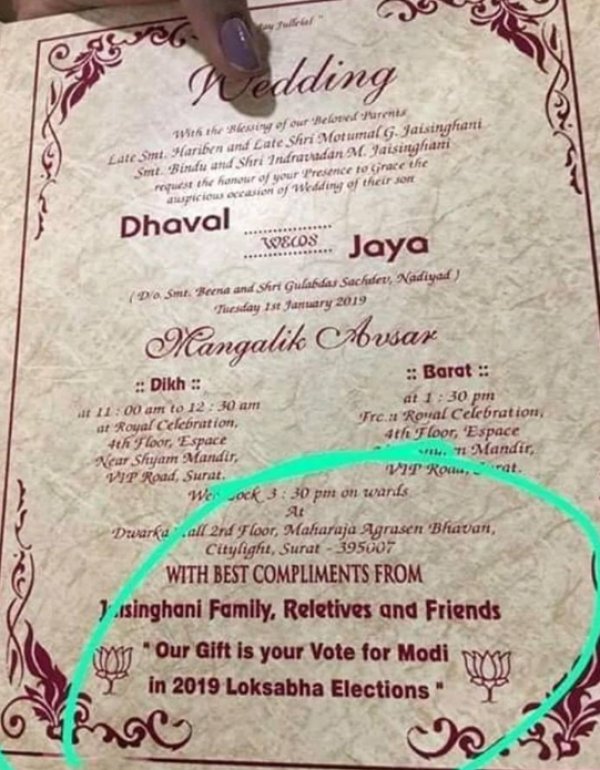 Wedding
With the Blessing of our Beloved Parents
Late Smt. Hariben and Late Shri Motumal G. Jaisinghani
Smt. Bindu and Shri Indravadan M. Jaisinghani
request the honour of your Presence to Grace the
auspicious occasion of Wedding of their son
Dhaval
Weds
Jaya
( D/o. Smt. Beena and Shri Gulabdas Sachdev, Nadiyad )
Tuesday 1st January 2019
Mangalik Avsar
:: Dikh ::
at 11 : 00 am to 12 : 30 am
at Royal Celebration,
4th Floor, Espace
Near Shyam Mandir,
VIP Road, Surat.
:: Barat ::
at 1 : 30 pm
Royal Celebration,
4th Floor, Espace
Mandir,
VIP
3 : 30 pm on wards
At
Dwarka 2rd Floor, Maharaja Agrasen Bhavan,
Citylight, Surat - 395007
WITH BEST COMPLIMENTS FROM
Jaisinghani Family, Reletives and Friends
" Our Gift is your Vote for Modi
in 2019 Loksabha Elections "